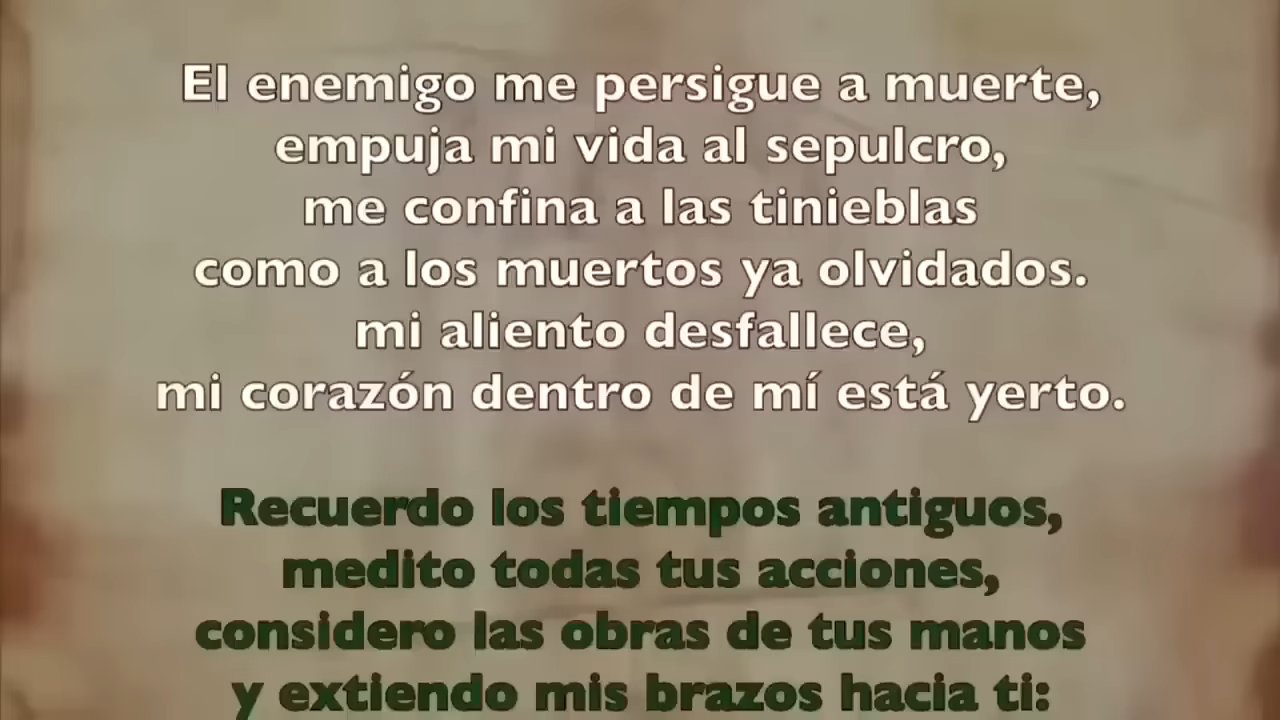 El enemigo me persigue a muerte,
empuja mi vida al sepulcro,
me confina a las tinieblas
como a los muertos ya olvidados.
mi aliento desfallece,
mi corazón dentro de mí está yerto.
Recuerdo los tiempos antiguos,
medito todas tus acciones,
considero las obras de tus manos
y extiendo mis brazos hacia ti: